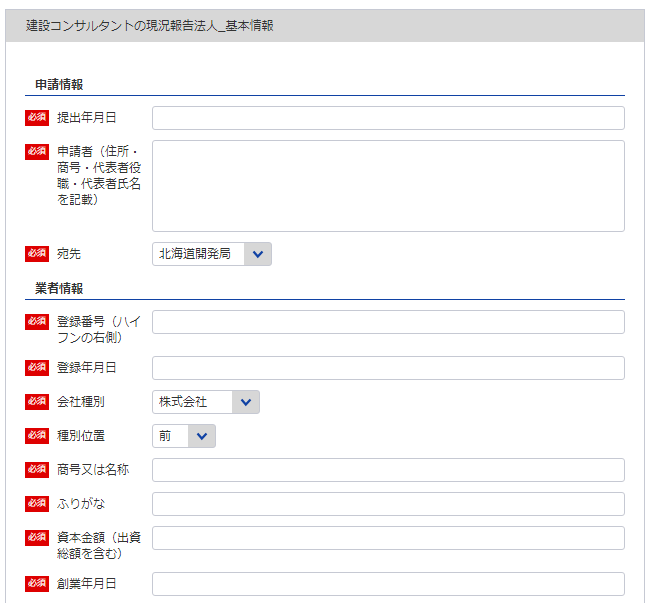 建設コンサルタントの現況報告法人_基本情報
申請情報
必須 提出年月日
必須 申請者（住所・
商号・代表者役
職・代表者氏名
を記載）
必須 宛先 北海道開発局
業者情報
必須 登録番号（ハイ
フンの右側）
必須 登録年月日
必須 会社種別 株式会社
必須 種別位置 前
必須 商号又は名称
必須 ふりがな
必須 資本金額（出資
総額を含む）
必須 創業年月日